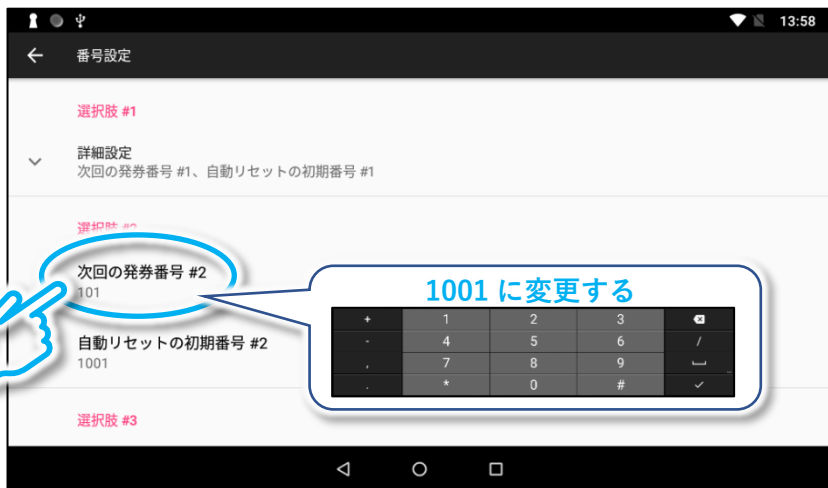 13:58
番号設定
選択肢 #1
詳細設定
次回の発券番号 #1、自動リセットの初期番号 #1
選択肢 #2
次回の発券番号 #2
101
1001 に変更する
+ 1 2 3
- 4 5 6 /
自動リセットの初期番号 #2
1001
, 7 8 9
. * 0 #
選択肢 #3